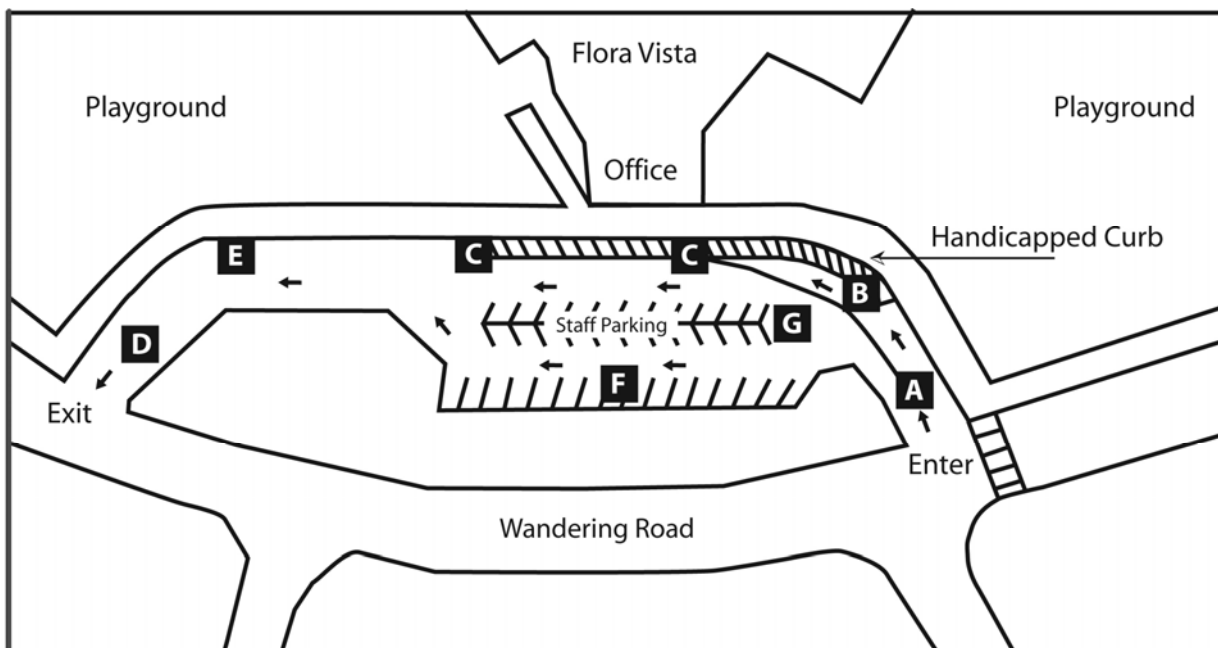 Flora Vista
Playground
Playground
Office
Handicapped Curb
E
C
C
B
Staff Parking
G
D
F
A
Exit
Enter
Wandering Road